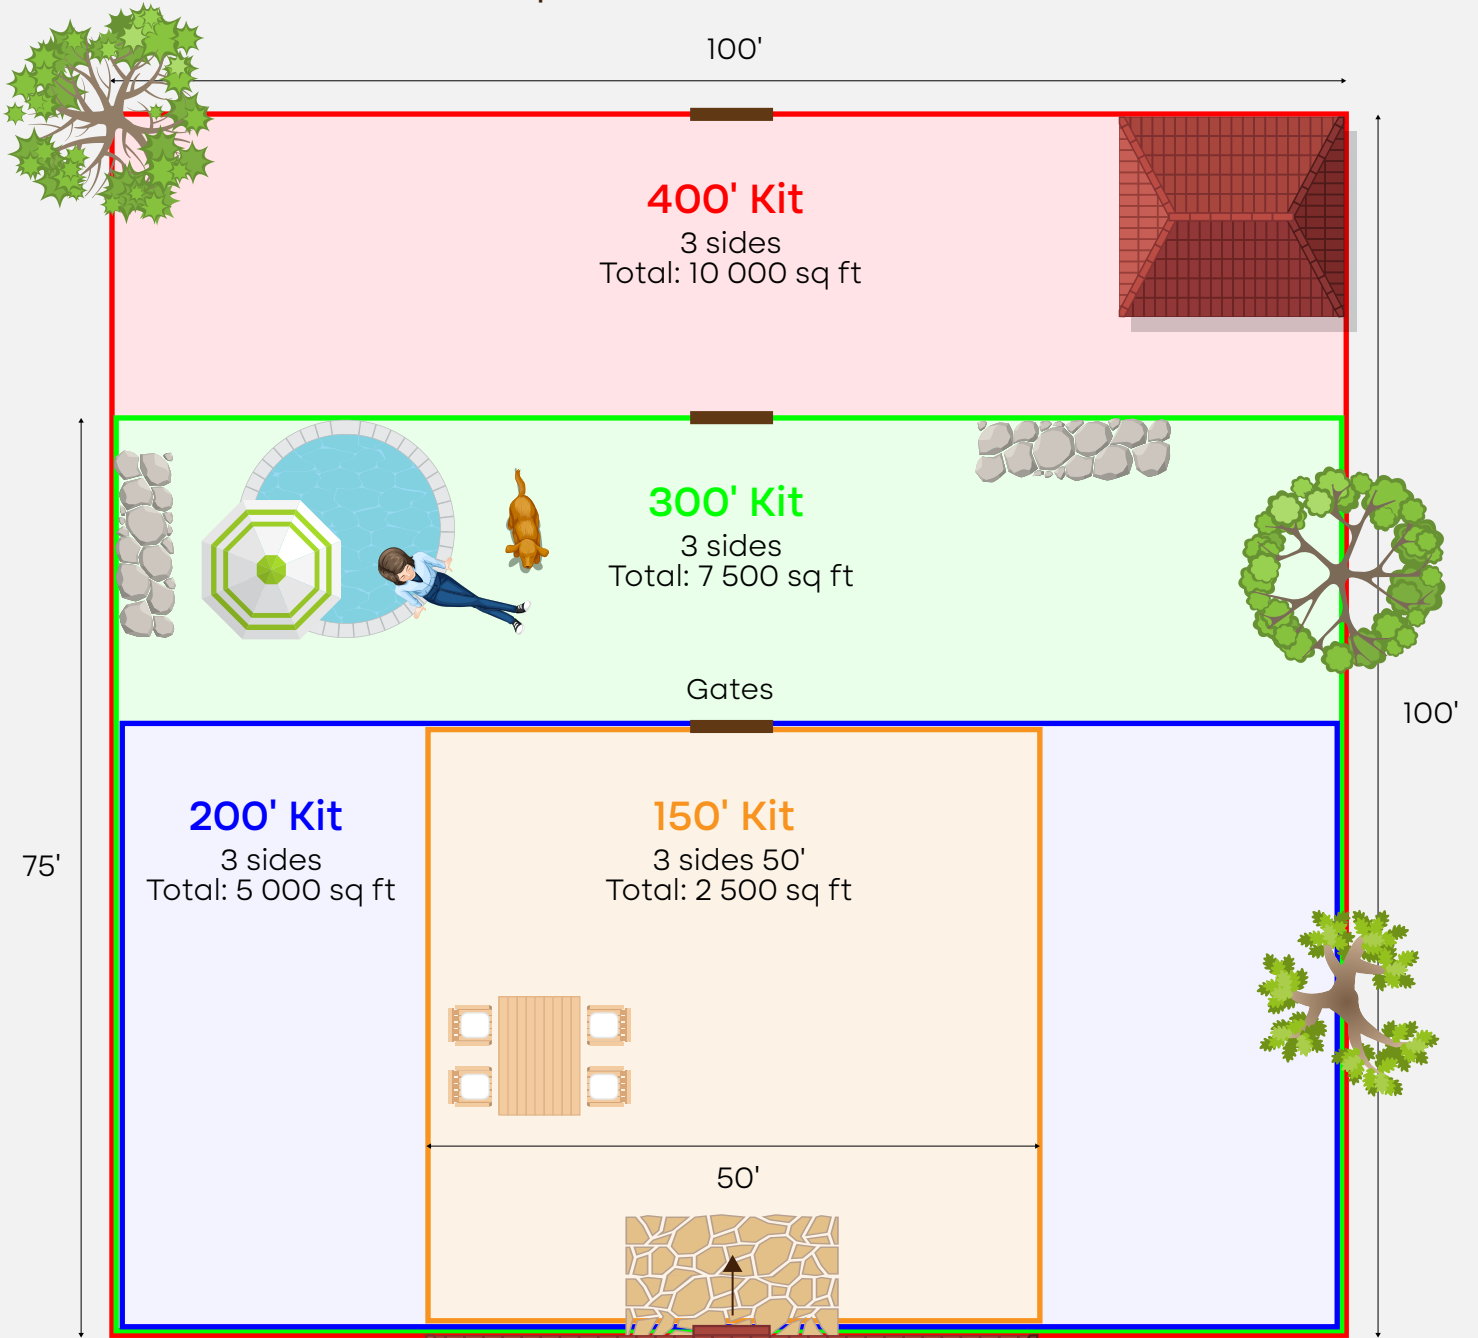 100'
400' Kit
3 sides
Total: 10 000 sq ft
300' Kit
3 sides
Total: 7 500 sq ft
Gates
100'
200' Kit
3 sides
Total: 5 000 sq ft
150' Kit
3 sides 50'
Total: 2 500 sq ft
75'
50'